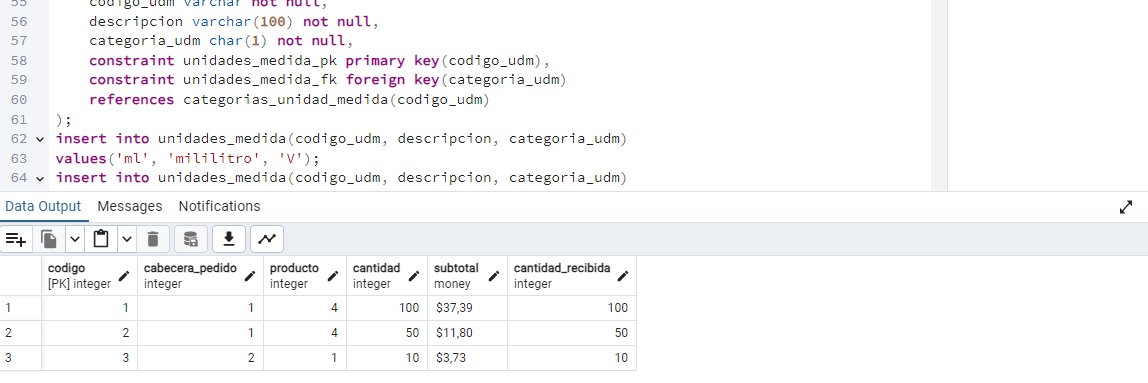 55 codigo_udm varchar not null,
56 descripcion varchar(100) not null,
57 categoria_udm char(1) not null,
58 constraint unidades_medida_pk primary key(codigo_udm),
59 constraint unidades_medida_fk foreign key(categoria_udm)
60 references categorias_unidad_medida(codigo_udm)
61 );
62 insert into unidades_medida(codigo_udm, descripcion, categoria_udm)
63 values('ml', 'mililitro', 'V');
64 insert into unidades_medida(codigo_udm, descripcion, categoria_udm)
Data Output Messages Notifications
codigo cabecera_pedido producto cantidad subtotal cantidad_recibida
[PK] integer integer integer integer money integer
1 1 1 4 100 $37,39 100
2 2 1 4 50 $11,80 50
3 3 2 1 10 $3,73 10